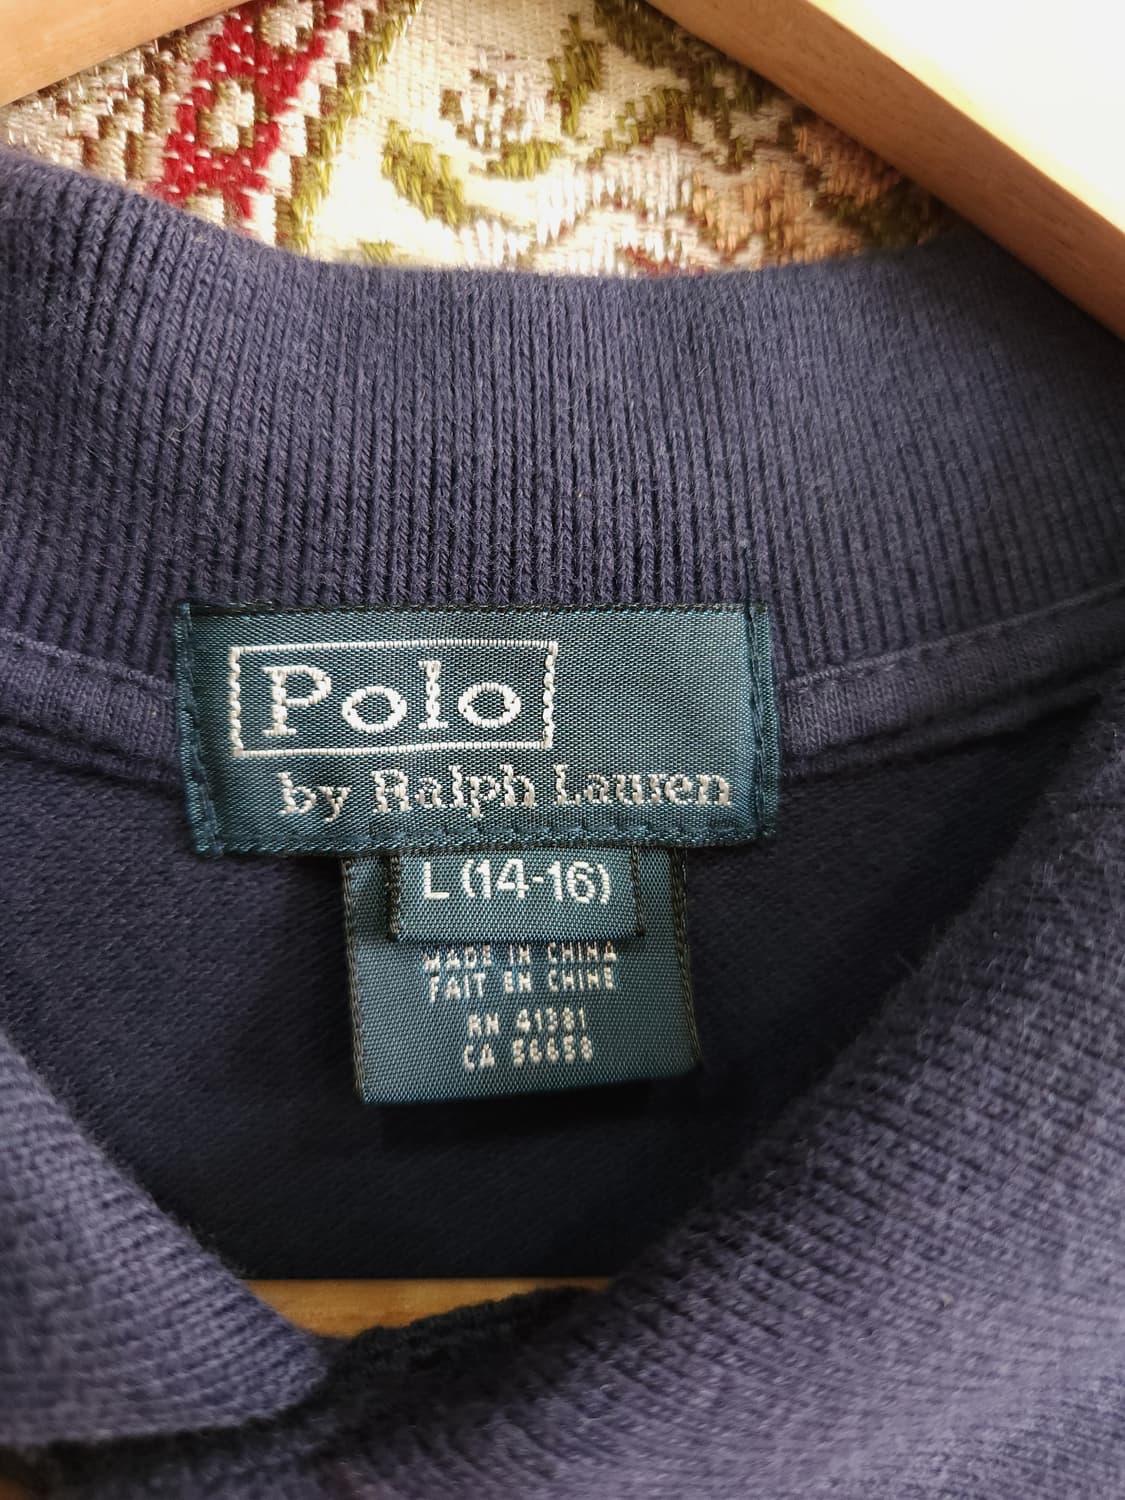 Polo
by Ralph Lauren
L (14-16)
MADE IN CHINA
FAIT EN CHINE
RN 41381
CA 56658